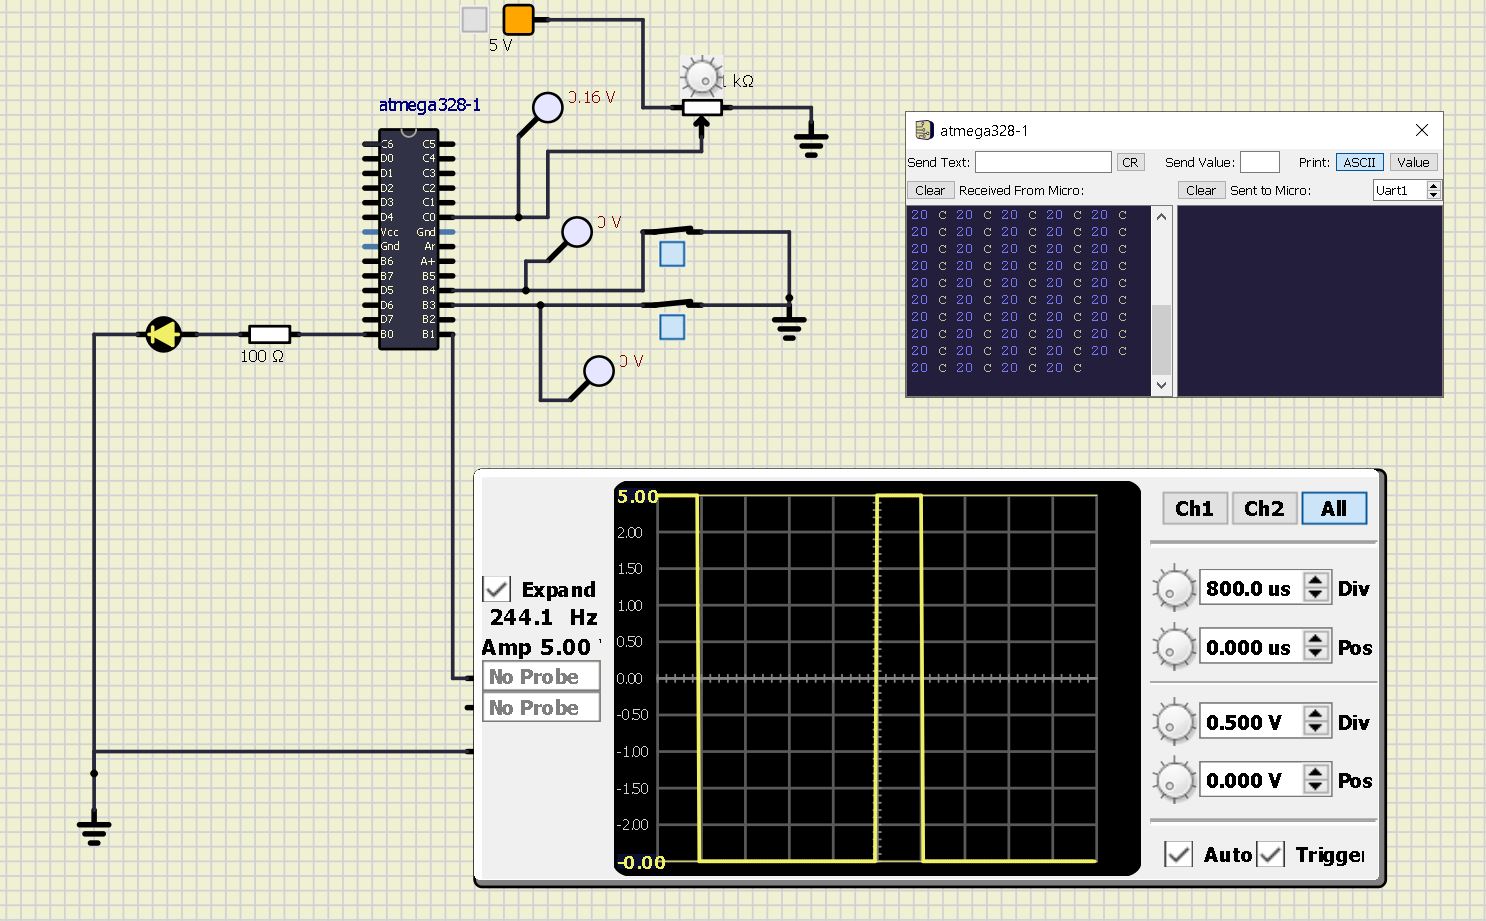 5 V
1 kΩ
0.16 V
atmega328-1
C6 C5
D0 C4
D1 C3
D2 C2
D3 C1
D4 C0
Vcc Gnd
Gnd Ar
B6 A+
B7 B5
D5 B4
D6 B3
D7 B2
B0 B1
0 V
0 V
100 Ω
atmega328-1
Send Text: CR Send Value: Print: ASCII Value
Clear Received From Micro: Clear Sent to Micro: Uart1
20 C 20 C 20 C 20 C 20 C
20 C 20 C 20 C 20 C 20 C
20 C 20 C 20 C 20 C 20 C
20 C 20 C 20 C 20 C 20 C
20 C 20 C 20 C 20 C 20 C
20 C 20 C 20 C 20 C 20 C
20 C 20 C 20 C 20 C 20 C
20 C 20 C 20 C 20 C 20 C
20 C 20 C 20 C 20 C 20 C
20 C 20 C 20 C 20 C
Expand
244.1 Hz
Amp 5.00
No Probe
No Probe
5.00
2.00
1.50
1.00
0.50
0.00
-0.50
-1.00
-1.50
-2.00
-0.00
Ch1 Ch2 All
800.0 us Div
0.000 us Pos
0.500 V Div
0.000 V Pos
Auto Trigger